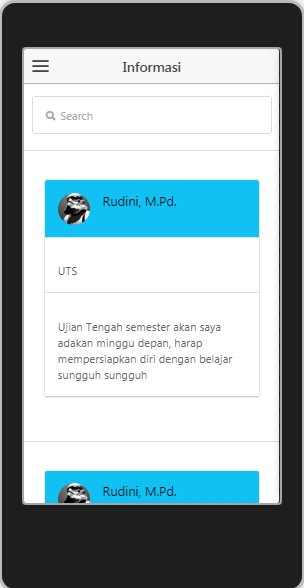 Informasi
Search
Rudini, M.Pd.
UTS
Ujian Tengah semester akan saya
adakan minggu depan, harap
mempersiapkan diri dengan belajar
sungguh sungguh
Rudini, M.Pd.